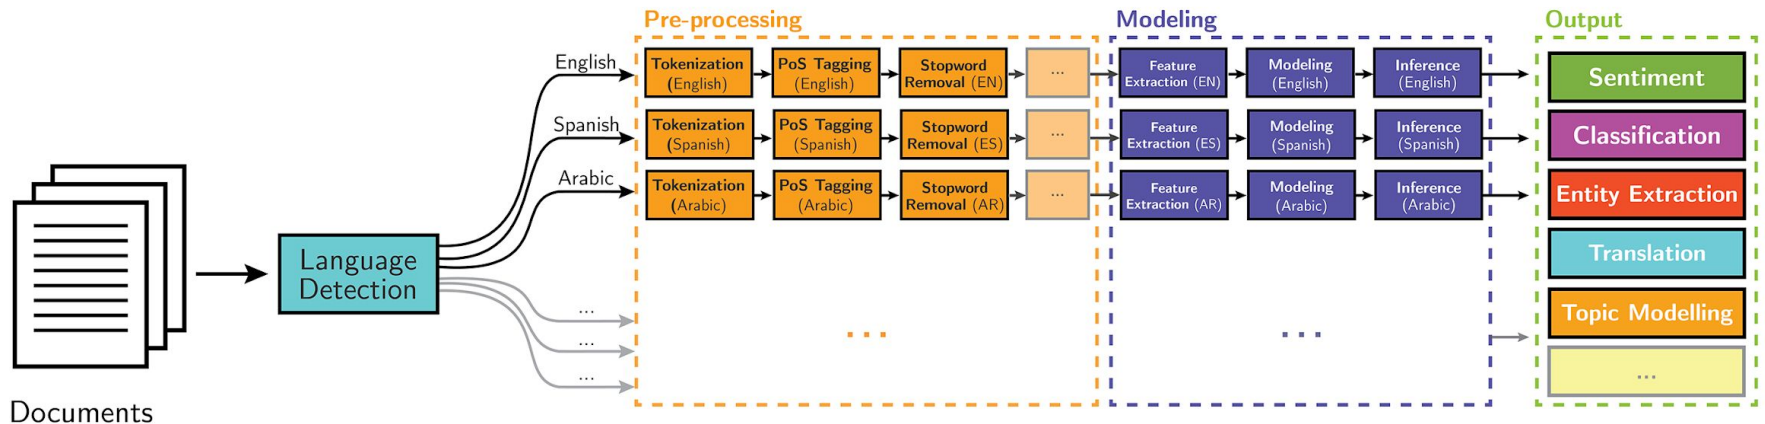 Pre-processing
Modeling
Output
English
Tokenization
(English)
PoS Tagging
(English)
Stopword
Removal (EN)
...
Feature
Extraction (EN)
Modeling
(English)
Inference
(English)
Sentiment
Spanish
Tokenization
(Spanish)
PoS Tagging
(Spanish)
Stopword
Removal (ES)
...
Feature
Extraction (ES)
Modeling
(Spanish)
Inference
(Spanish)
Classification
Arabic
Tokenization
(Arabic)
PoS Tagging
(Arabic)
Stopword
Removal (AR)
...
Feature
Extraction (AR)
Modeling
(Arabic)
Inference
(Arabic)
Entity Extraction
Language
Detection
Translation
...
...
...
...
...
Topic Modelling
...
Documents